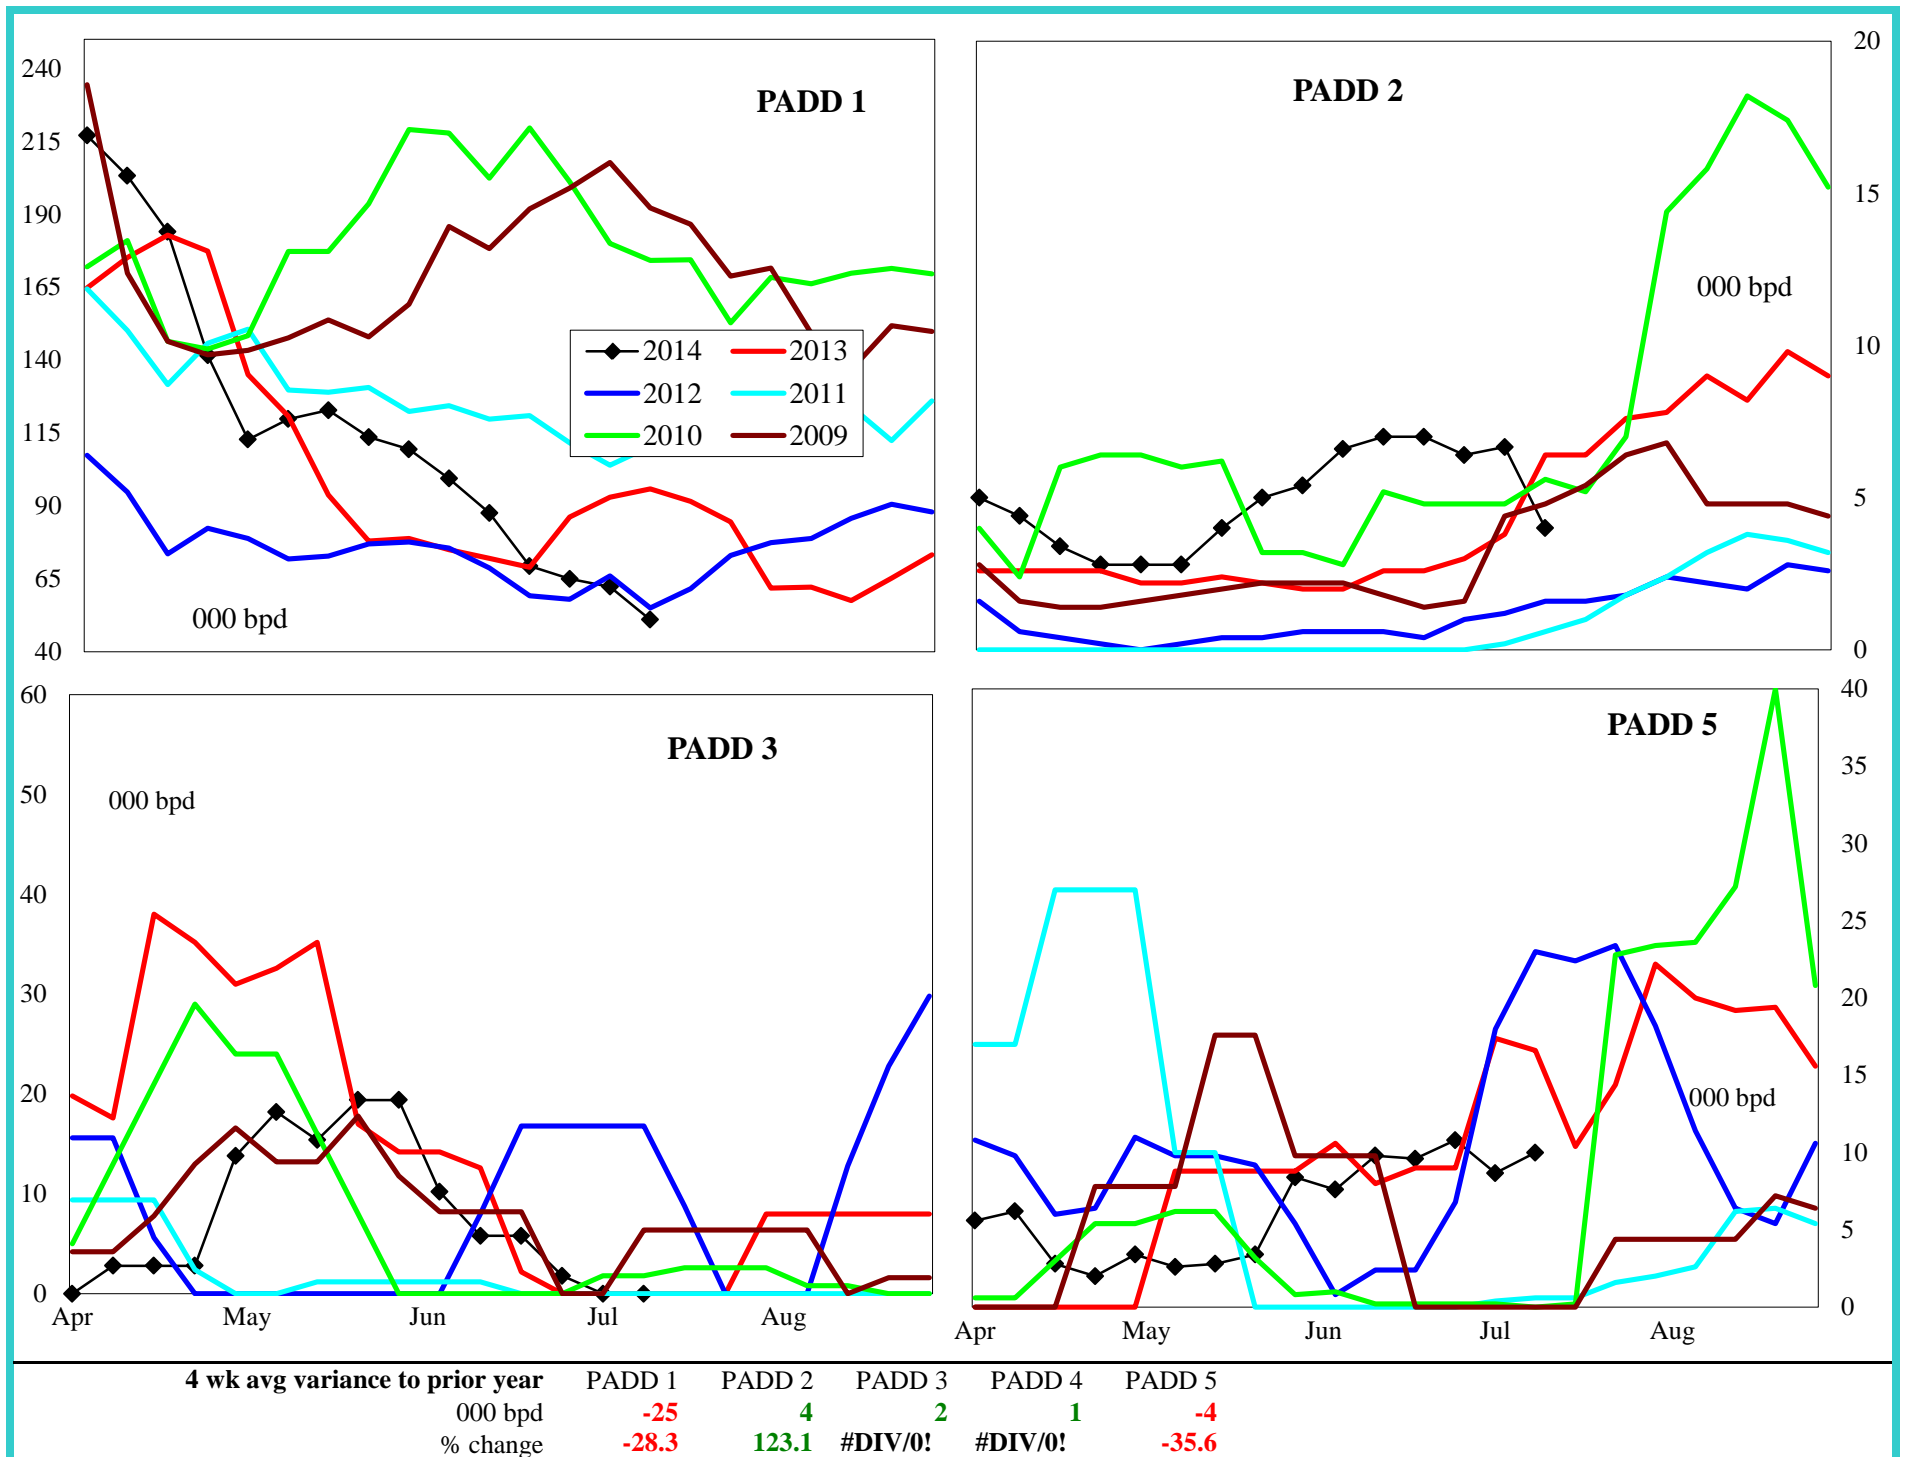 240
215
190
165
140
115
90
65
40
PADD 1
000 bpd
2014 2013
2012 2011
2010 2009
PADD 2
000 bpd
20
15
10
5
0
60
50
40
30
20
10
0
PADD 3
000 bpd
Apr May Jun Jul Aug
PADD 5
000 bpd
40
35
30
25
20
15
10
5
0
Apr May Jun Jul Aug
4 wk avg variance to prior year PADD 1 PADD 2 PADD 3 PADD 4 PADD 5
000 bpd -25 4 2 1 -4
% change -28.3 123.1 #DIV/0! #DIV/0! -35.6